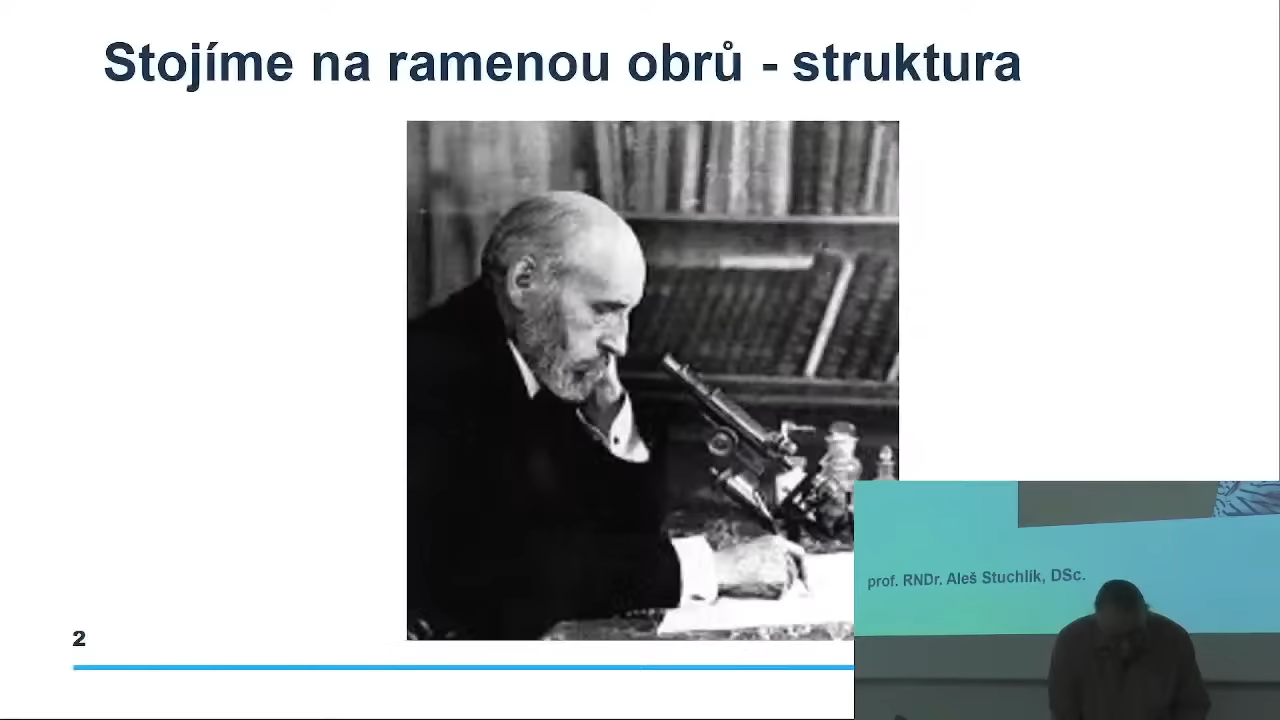 Stojíme na ramenou obrů - struktura
prof. RNDr. Aleš Stuchlík, DSc.
2